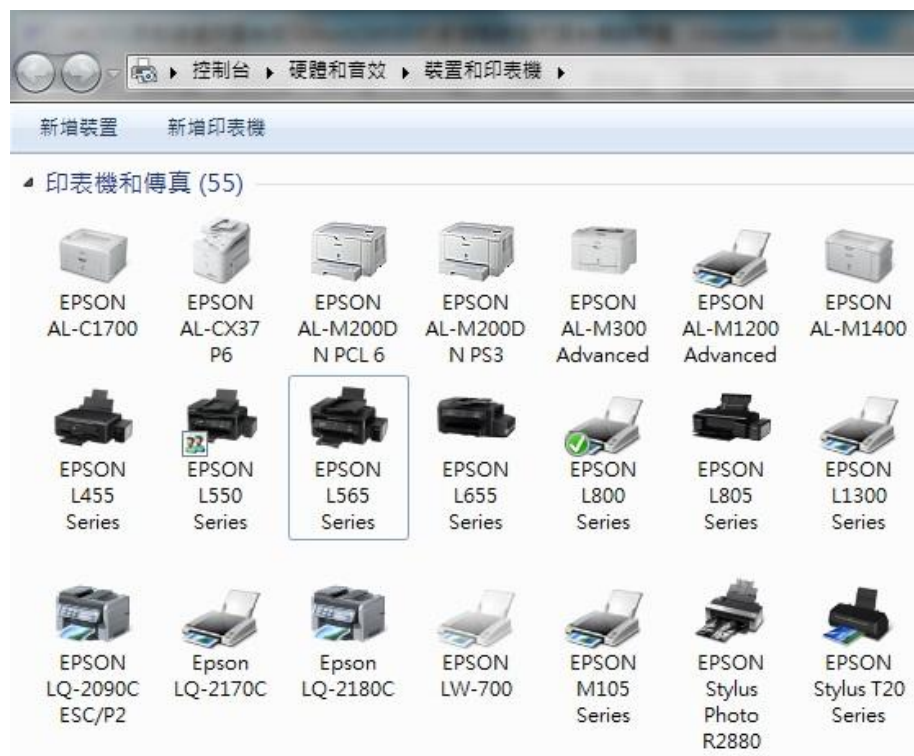 控制台 ▸ 硬體和音效 ▸ 裝置和印表機 ▸
新增裝置 新增印表機
印表機和傳真 (55)
EPSON AL-C1700
EPSON AL-CX37 P6
EPSON AL-M200D N PCL 6
EPSON AL-M200D N PS3
EPSON AL-M300 Advanced
EPSON AL-M1200 Advanced
EPSON AL-M1400
EPSON L455 Series
EPSON L550 Series
EPSON L565 Series
EPSON L655 Series
EPSON L800 Series
EPSON L805 Series
EPSON L1300 Series
EPSON LQ-2090C ESC/P2
Epson LQ-2170C
Epson LQ-2180C
EPSON LW-700
EPSON M105 Series
EPSON Stylus Photo R2880
EPSON Stylus T20 Series